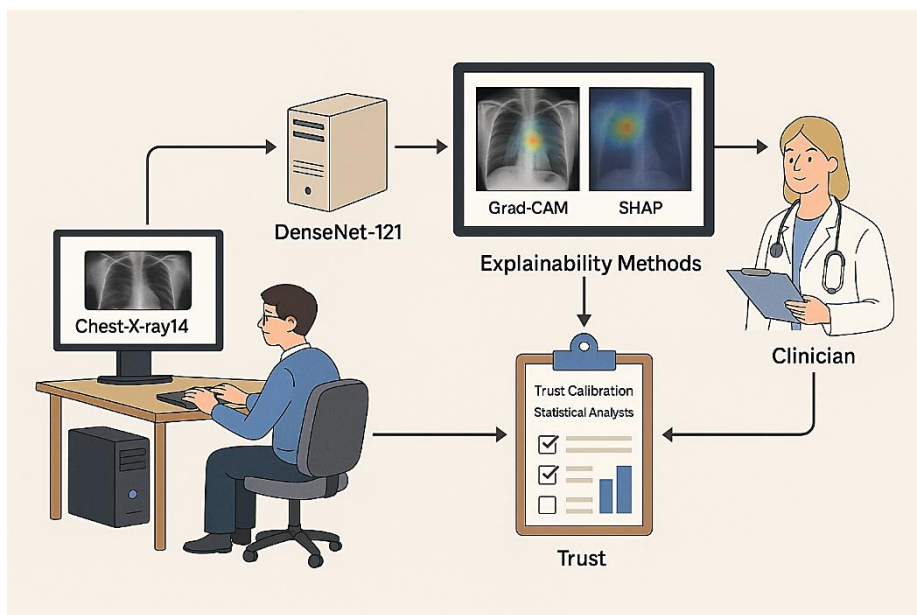 Chest-X-ray14
DenseNet-121
Grad-CAM
SHAP
Explainability Methods
Clinician
Trust Calibration
Statistical Analysts
Trust